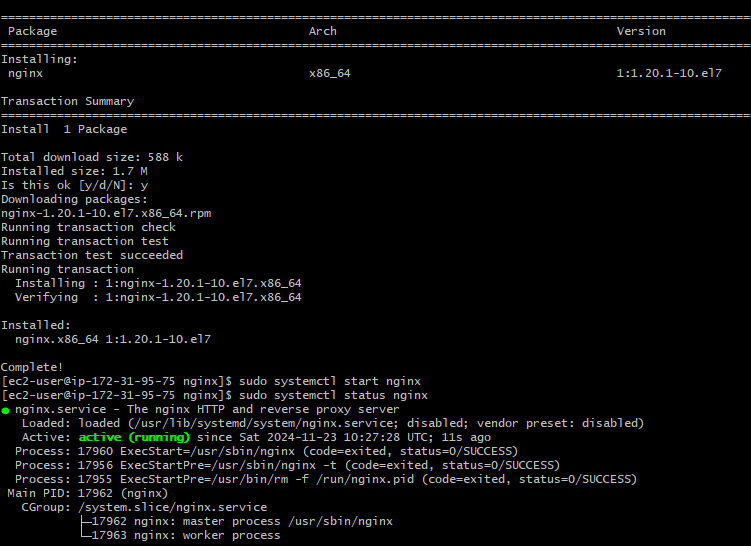 ================================================================================
Package Arch Version
================================================================================
Installing:
nginx x86_64 1:1.20.1-10.el7
Transaction Summary
================================================================================
Install 1 Package
Total download size: 588 k
Installed size: 1.7 M
Is this ok [y/d/N]: y
Downloading packages:
nginx-1.20.1-10.el7.x86_64.rpm
Running transaction check
Running transaction test
Transaction test succeeded
Running transaction
Installing : 1:nginx-1.20.1-10.el7.x86_64
Verifying : 1:nginx-1.20.1-10.el7.x86_64
Installed:
nginx.x86_64 1:1.20.1-10.el7
Complete!
[ec2-user@ip-172-31-95-75 nginx]$ sudo systemctl start nginx
[ec2-user@ip-172-31-95-75 nginx]$ sudo systemctl status nginx
● nginx.service - The nginx HTTP and reverse proxy server
Loaded: loaded (/usr/lib/systemd/system/nginx.service; disabled; vendor preset: disabled)
Active: active (running) since Sat 2024-11-23 10:27:28 UTC; 11s ago
Process: 17960 ExecStart=/usr/sbin/nginx (code=exited, status=0/SUCCESS)
Process: 17956 ExecStartPre=/usr/sbin/nginx -t (code=exited, status=0/SUCCESS)
Process: 17955 ExecStartPre=/usr/bin/rm -f /run/nginx.pid (code=exited, status=0/SUCCESS)
Main PID: 17962 (nginx)
CGroup: /system.slice/nginx.service
├─17962 nginx: master process /usr/sbin/nginx
└─17963 nginx: worker process